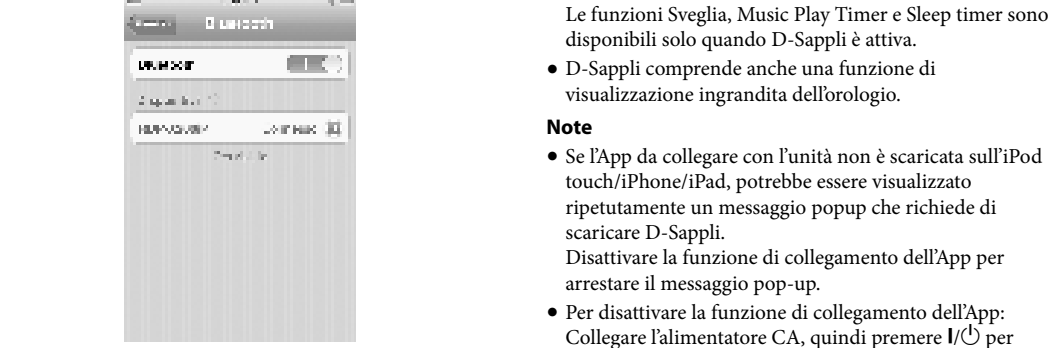 Bluetooth
Bluetooth
Le funzioni Sveglia, Music Play Timer e Sleep timer sono
disponibili solo quando D-Sappli è attiva.
• D-Sappli comprende anche una funzione di
visualizzazione ingrandita dell'orologio.
Note
• Se l'App da collegare con l'unità non è scaricata sull'iPod
touch/iPhone/iPad, potrebbe essere visualizzato
ripetutamente un messaggio popup che richiede di
scaricare D-Sappli.
Disattivare la funzione di collegamento dell'App per
arrestare il messaggio pop-up.
• Per disattivare la funzione di collegamento dell'App:
Collegare l'alimentatore CA, quindi premere I/⏻ per